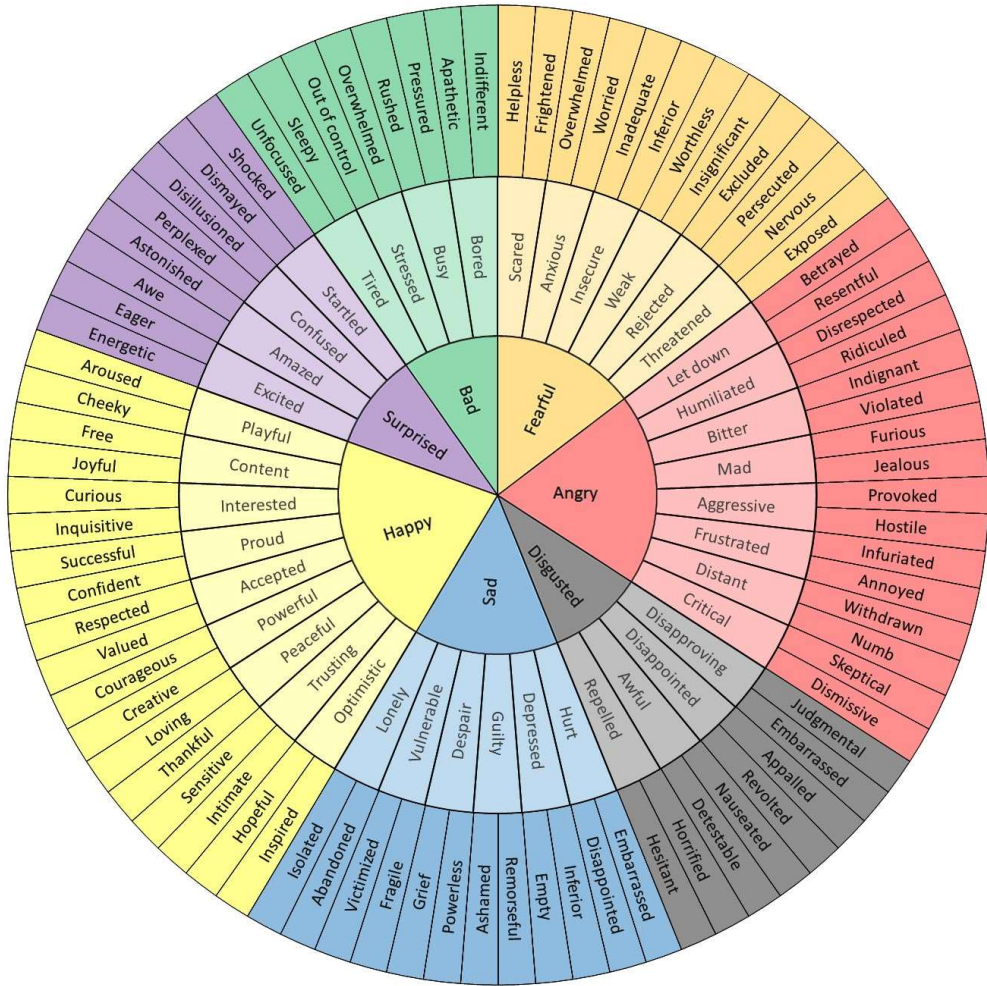 Fearful
Angry
Disgusted
Sad
Happy
Surprised
Bad
Scared
Anxious
Insecure
Weak
Rejected
Threatened
Let down
Humiliated
Bitter
Mad
Aggressive
Frustrated
Distant
Critical
Disapproving
Disappointed
Awful
Repelled
Hurt
Depressed
Guilty
Despair
Vulnerable
Lonely
Optimistic
Trusting
Peaceful
Powerful
Accepted
Proud
Interested
Content
Playful
Excited
Amazed
Confused
Startled
Tired
Stressed
Busy
Bored
Helpless
Frightened
Overwhelmed
Worried
Inadequate
Inferior
Worthless
Insignificant
Excluded
Persecuted
Nervous
Exposed
Betrayed
Resentful
Disrespected
Ridiculed
Indignant
Violated
Furious
Jealous
Provoked
Hostile
Infuriated
Annoyed
Withdrawn
Numb
Skeptical
Dismissive
Judgmental
Embarrassed
Appalled
Revolted
Nauseated
Detestable
Horrified
Hesitant
Embarrassed
Disappointed
Inferior
Empty
Remorseful
Ashamed
Powerless
Grief
Fragile
Victimized
Abandoned
Isolated
Inspired
Hopeful
Intimate
Sensitive
Thankful
Loving
Creative
Courageous
Valued
Respected
Confident
Successful
Inquisitive
Curious
Joyful
Free
Cheeky
Aroused
Energetic
Eager
Awe
Astonished
Perplexed
Disillusioned
Dismayed
Shocked
Unfocussed
Sleepy
Out of control
Overwhelmed
Rushed
Pressured
Apathetic
Indifferent